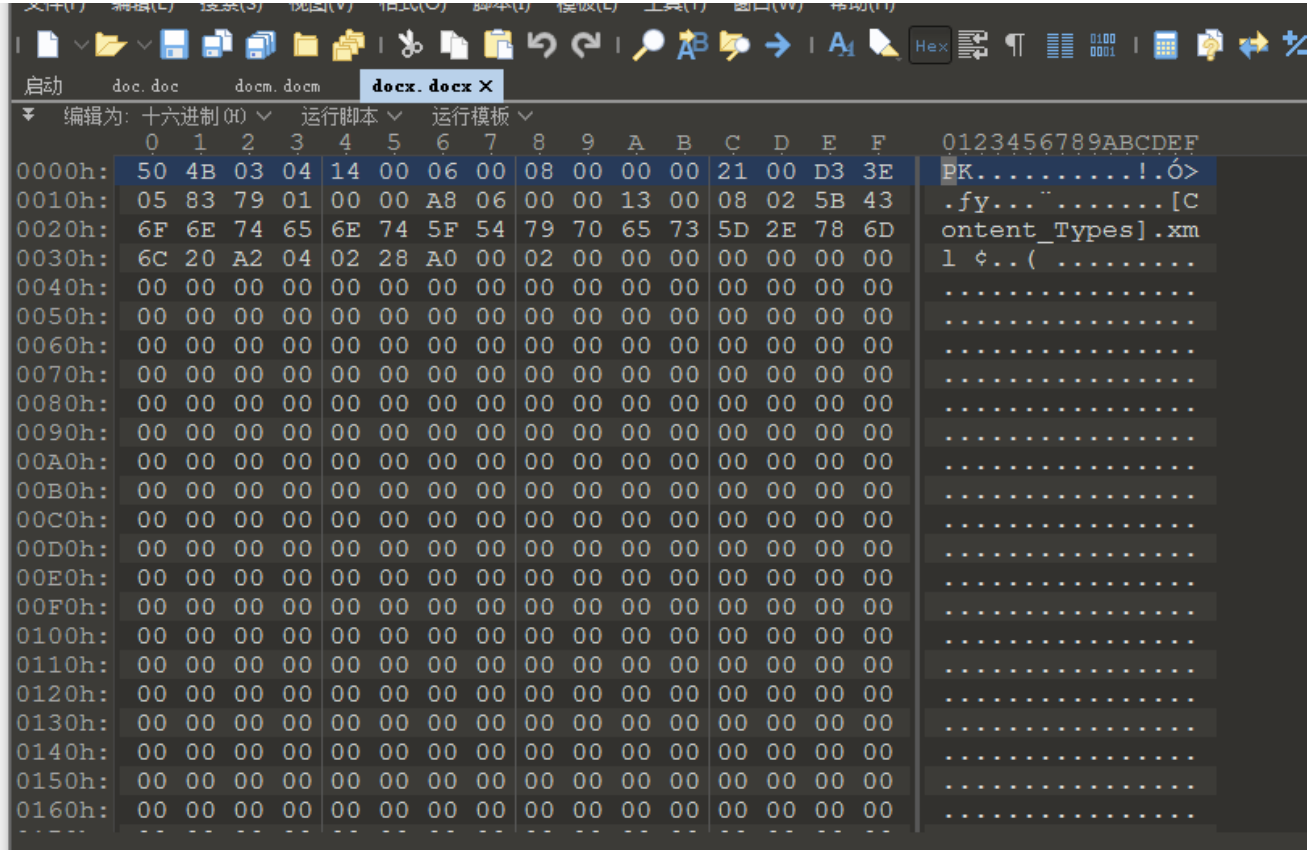 文件(F) 编辑(E) 搜索(S) 视图(V) 格式(O) 脚本(I) 模板(L) 工具(T) 窗口(W) 帮助(H)
Hex
启动 doc.doc docm.docm docx.docx X
编辑为: 十六进制(H) 运行脚本 运行模板
0 1 2 3 4 5 6 7 8 9 A B C D E F 0123456789ABCDEF
0000h: 50 4B 03 04 14 00 06 00 08 00 00 00 21 00 D3 3E PK..........!.Ó>
0010h: 05 83 79 01 00 00 A8 06 00 00 13 00 08 02 5B 43 .ƒy...¨.......[C
0020h: 6F 6E 74 65 6E 74 5F 54 79 70 65 73 5D 2E 78 6D ontent_Types].xm
0030h: 6C 20 A2 04 02 28 A0 00 02 00 00 00 00 00 00 00 l ¢..( .........
0040h: 00 00 00 00 00 00 00 00 00 00 00 00 00 00 00 00 ................
0050h: 00 00 00 00 00 00 00 00 00 00 00 00 00 00 00 00 ................
0060h: 00 00 00 00 00 00 00 00 00 00 00 00 00 00 00 00 ................
0070h: 00 00 00 00 00 00 00 00 00 00 00 00 00 00 00 00 ................
0080h: 00 00 00 00 00 00 00 00 00 00 00 00 00 00 00 00 ................
0090h: 00 00 00 00 00 00 00 00 00 00 00 00 00 00 00 00 ................
00A0h: 00 00 00 00 00 00 00 00 00 00 00 00 00 00 00 00 ................
00B0h: 00 00 00 00 00 00 00 00 00 00 00 00 00 00 00 00 ................
00C0h: 00 00 00 00 00 00 00 00 00 00 00 00 00 00 00 00 ................
00D0h: 00 00 00 00 00 00 00 00 00 00 00 00 00 00 00 00 ................
00E0h: 00 00 00 00 00 00 00 00 00 00 00 00 00 00 00 00 ................
00F0h: 00 00 00 00 00 00 00 00 00 00 00 00 00 00 00 00 ................
0100h: 00 00 00 00 00 00 00 00 00 00 00 00 00 00 00 00 ................
0110h: 00 00 00 00 00 00 00 00 00 00 00 00 00 00 00 00 ................
0120h: 00 00 00 00 00 00 00 00 00 00 00 00 00 00 00 00 ................
0130h: 00 00 00 00 00 00 00 00 00 00 00 00 00 00 00 00 ................
0140h: 00 00 00 00 00 00 00 00 00 00 00 00 00 00 00 00 ................
0150h: 00 00 00 00 00 00 00 00 00 00 00 00 00 00 00 00 ................
0160h: 00 00 00 00 00 00 00 00 00 00 00 00 00 00 00 00 ................